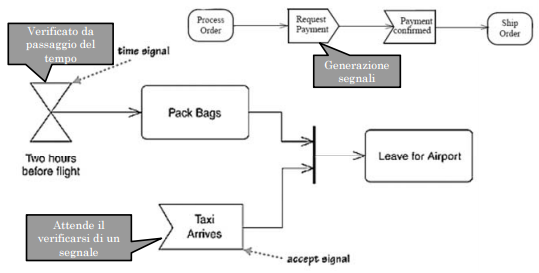 Verificato da
passaggio del
tempo
time signal
Process
Order
Request
Payment
Payment
confirmed
Ship
Order
Generazione
segnali
Pack Bags
Two hours
before flight
Leave for Airport
Attende il
verificarsi di un
segnale
Taxi
Arrives
accept signal